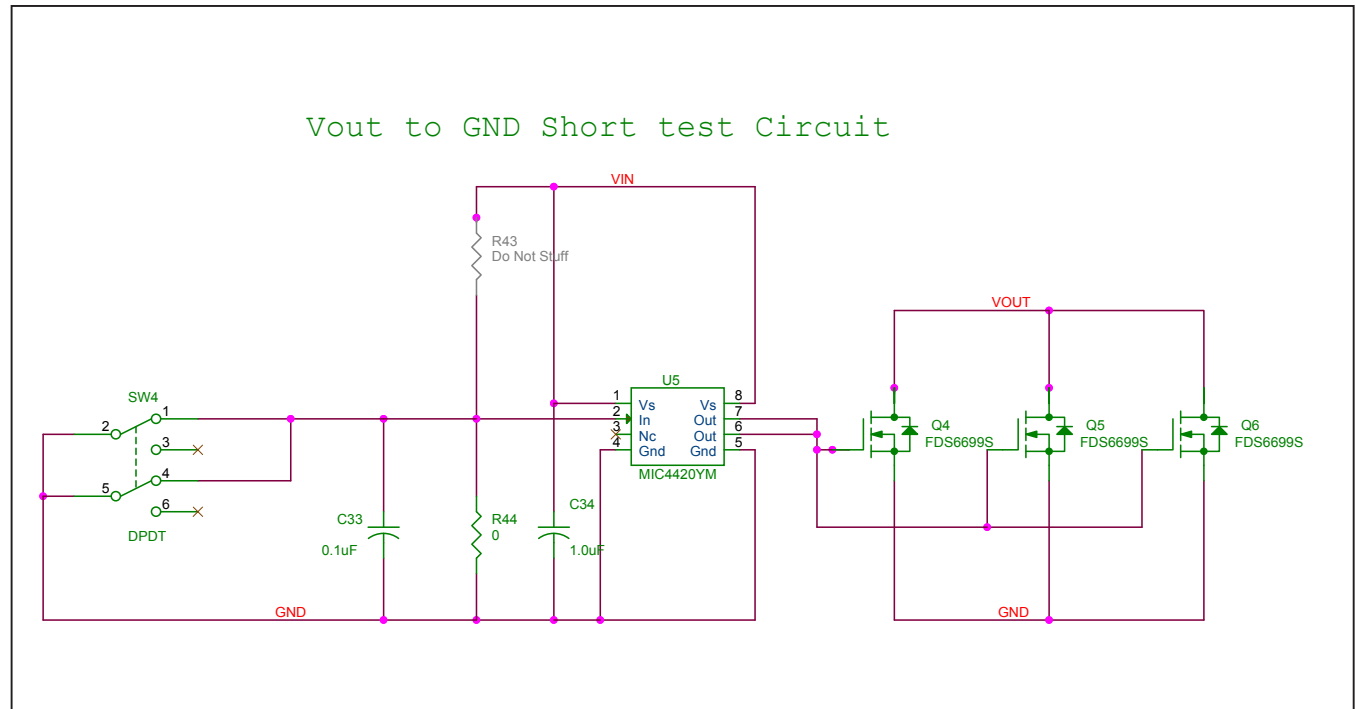 Vout to GND Short test Circuit
VIN
R43
Do Not Stuff
VOUT
SW4
1
2
3
4
5
6
DPDT
U5
1
2
3
4
8
7
6
5
Vs
In
Nc
Gnd
Vs
Out
Out
Gnd
MIC4420YM
Q4
FDS6699S
Q5
FDS6699S
Q6
FDS6699S
C33
0.1uF
R44
0
C34
1.0uF
GND
GND